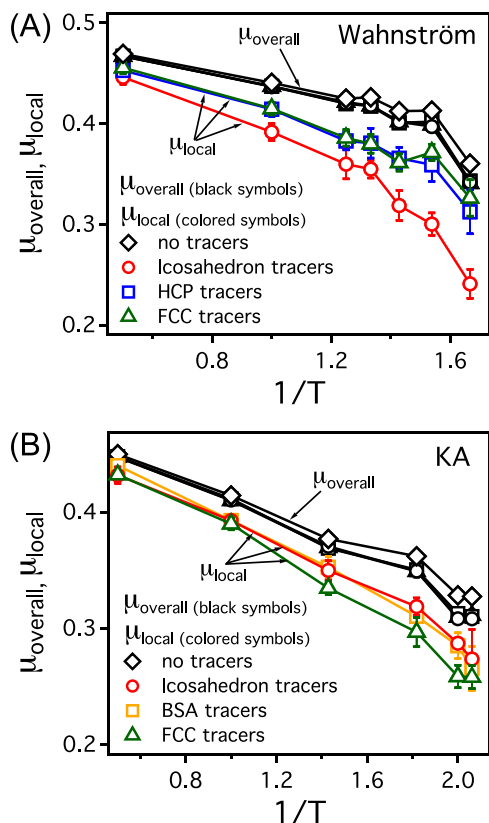 (A)
Wahnström
μoverall
μlocal
μoverall (black symbols)
μlocal (colored symbols)
no tracers
Icosahedron tracers
HCP tracers
FCC tracers
0.5
0.4
0.3
0.2
μoverall, μlocal
0.8 1.2 1.6
1/T
(B)
KA
μoverall
μlocal
μoverall (black symbols)
μlocal (colored symbols)
no tracers
Icosahedron tracers
BSA tracers
FCC tracers
0.4
0.3
0.2
μoverall, μlocal
0.8 1.2 1.6 2.0
1/T